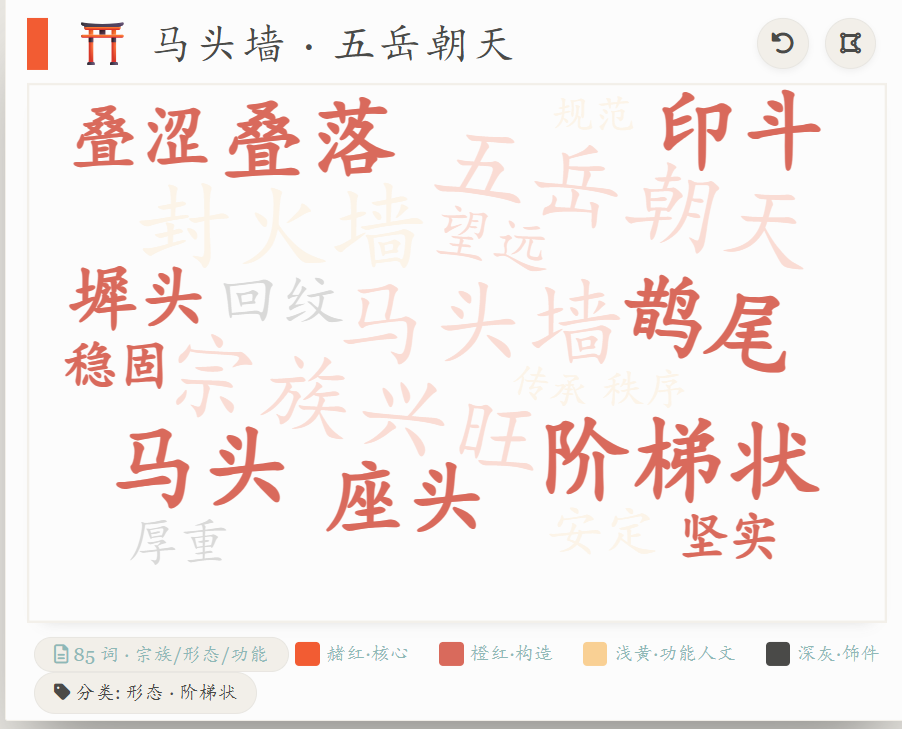 马头墙 · 五岳朝天
叠涩 叠落 规范 印斗
封火墙 五岳朝天
望远
墀头 回纹 马头墙 鹊尾
稳固 宗族兴旺 传承 秩序
马头 座头 阶梯状
厚重 安定 坚实
85 词 · 宗族/形态/功能 赭红·核心 橙红·构造 浅黄·功能人文 深灰·饰件
分类: 形态 · 阶梯状